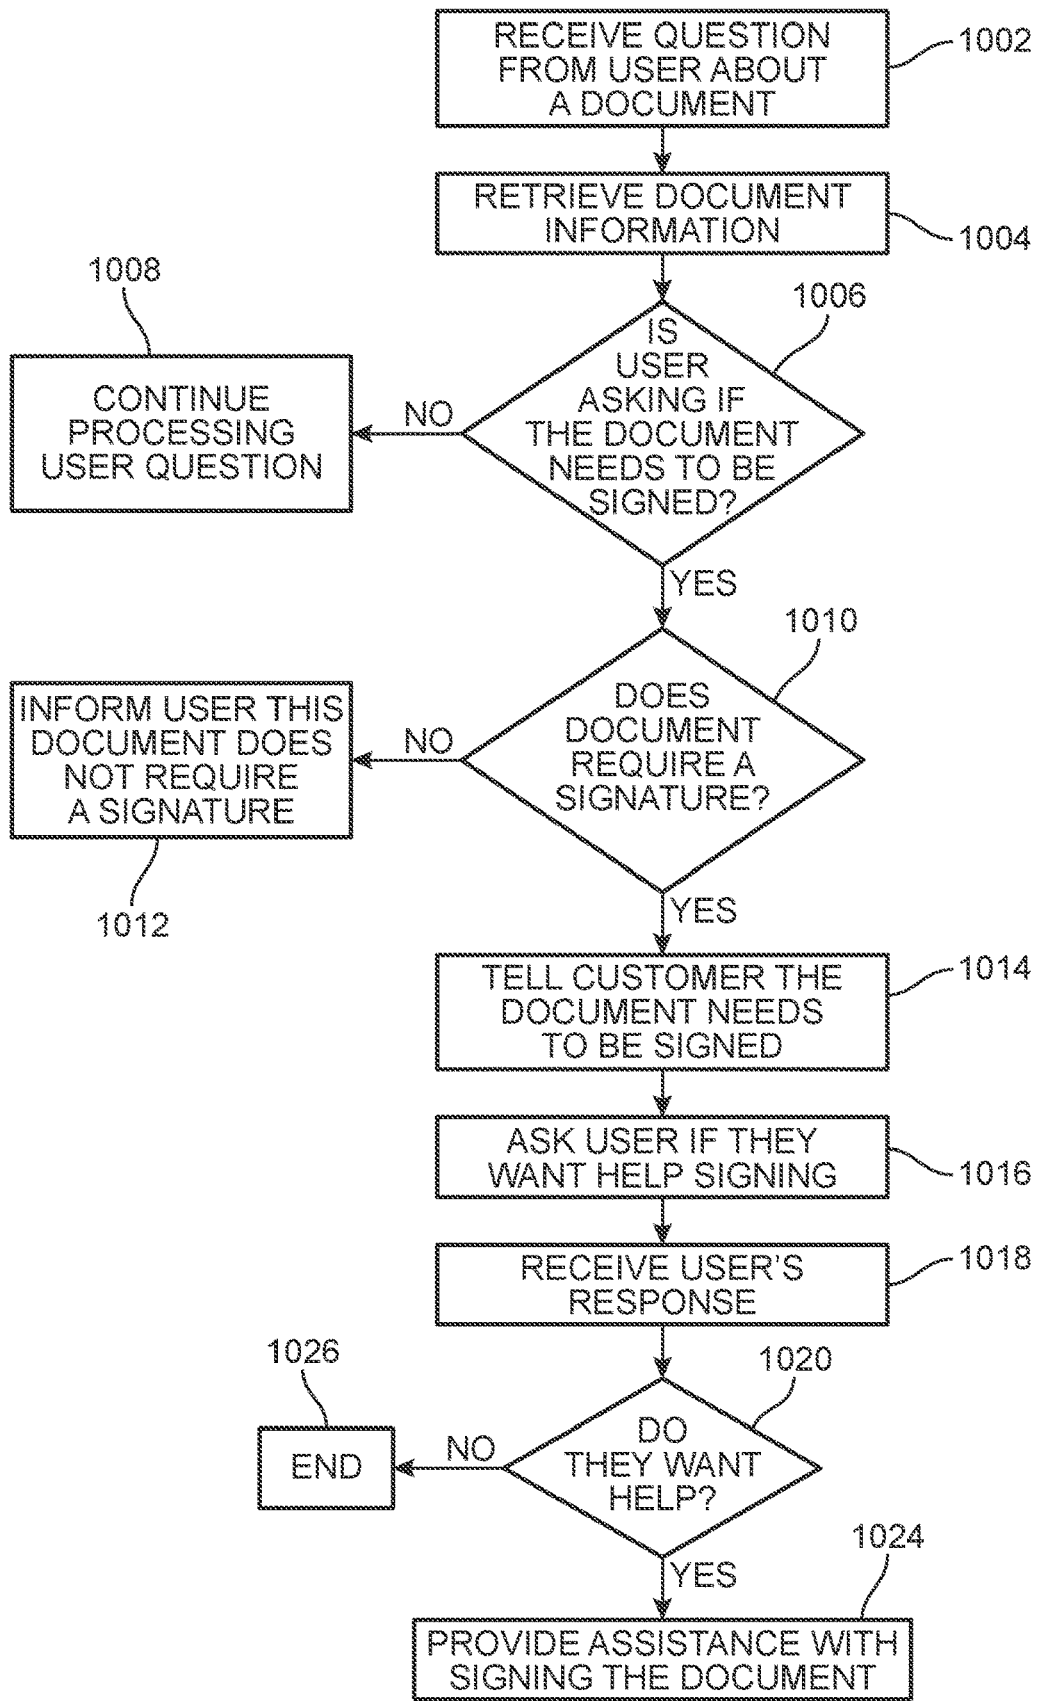 RECEIVE QUESTION
FROM USER ABOUT
A DOCUMENT
1002
RETRIEVE DOCUMENT
INFORMATION
1004
1006
IS
USER
ASKING IF
THE DOCUMENT
NEEDS TO BE
SIGNED?
NO
1008
CONTINUE
PROCESSING
USER QUESTION
YES
1010
DOES
DOCUMENT
REQUIRE A
SIGNATURE?
NO
INFORM USER THIS
DOCUMENT DOES
NOT REQUIRE
A SIGNATURE
1012
YES
TELL CUSTOMER THE
DOCUMENT NEEDS
TO BE SIGNED
1014
ASK USER IF THEY
WANT HELP SIGNING
1016
RECEIVE USER'S
RESPONSE
1018
1020
DO
THEY WANT
HELP?
NO
1026
END
YES
1024
PROVIDE ASSISTANCE WITH
SIGNING THE DOCUMENT